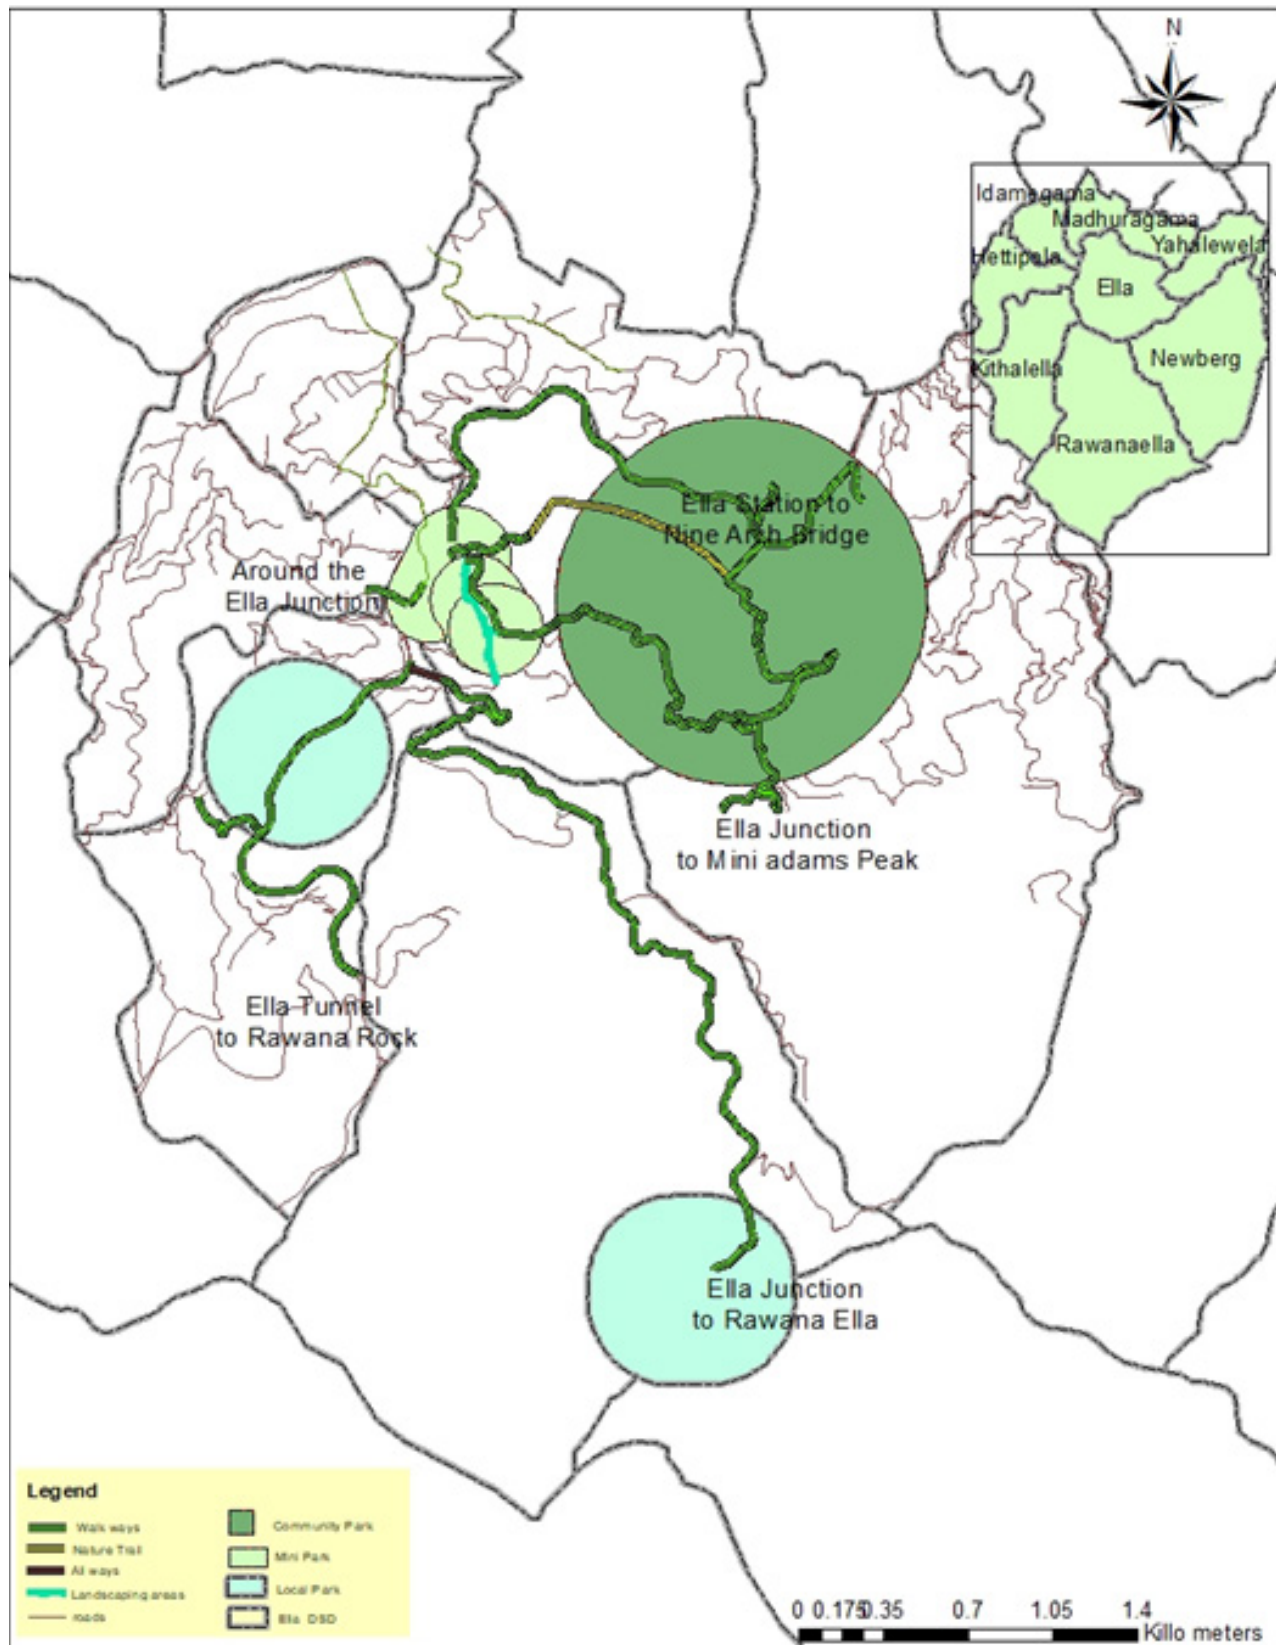 N
Idamagama
Madhuragama
Yahalewela
Hettipola
Ella
Newberg
Kithalella
Rawanaella
Ella Station to
Nine Arch Bridge
Around the
Ella Junction
Ella Junction
to Mini adams Peak
Ella Tunnel
to Rawana Rock
Ella Junction
to Rawana Ella
Legend
Walk ways
Nature Trail
All ways
Landscaping areas
roads
Community Park
Mini Park
Local Park
Ella DSD
0 0.175 0.35 0.7 1.05 1.4
Killo meters